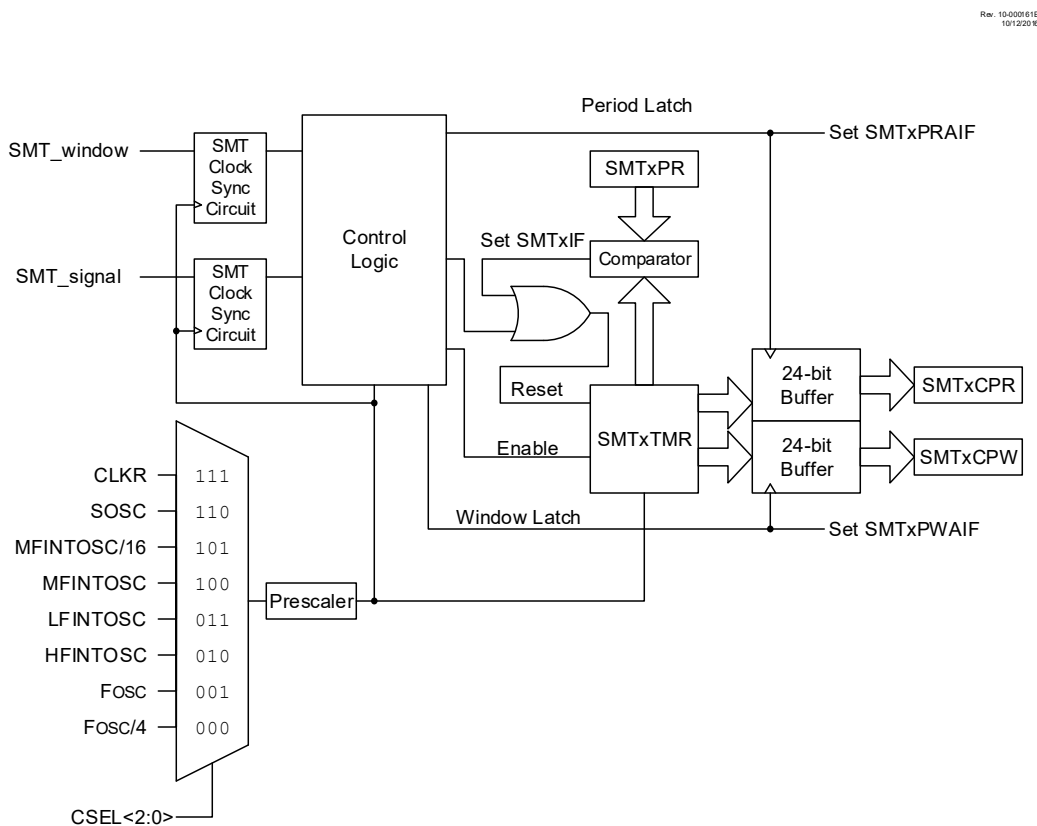 Rev. 10-000161E
10/12/2016
Period Latch
Set SMTxPRAIF
SMT_window
SMT
Clock
Sync
Circuit
SMTxPR
Control
Logic
Set SMTxIF
Comparator
SMT_signal
SMT
Clock
Sync
Circuit
24-bit
Buffer
SMTxCPR
Reset
SMTxTMR
Enable
24-bit
Buffer
SMTxCPW
Window Latch
Set SMTxPWAIF
CLKR 111
SOSC 110
MFINTOSC/16 101
MFINTOSC 100
Prescaler
LFINTOSC 011
HFINTOSC 010
FOSC 001
FOSC/4 000
CSEL<2:0>